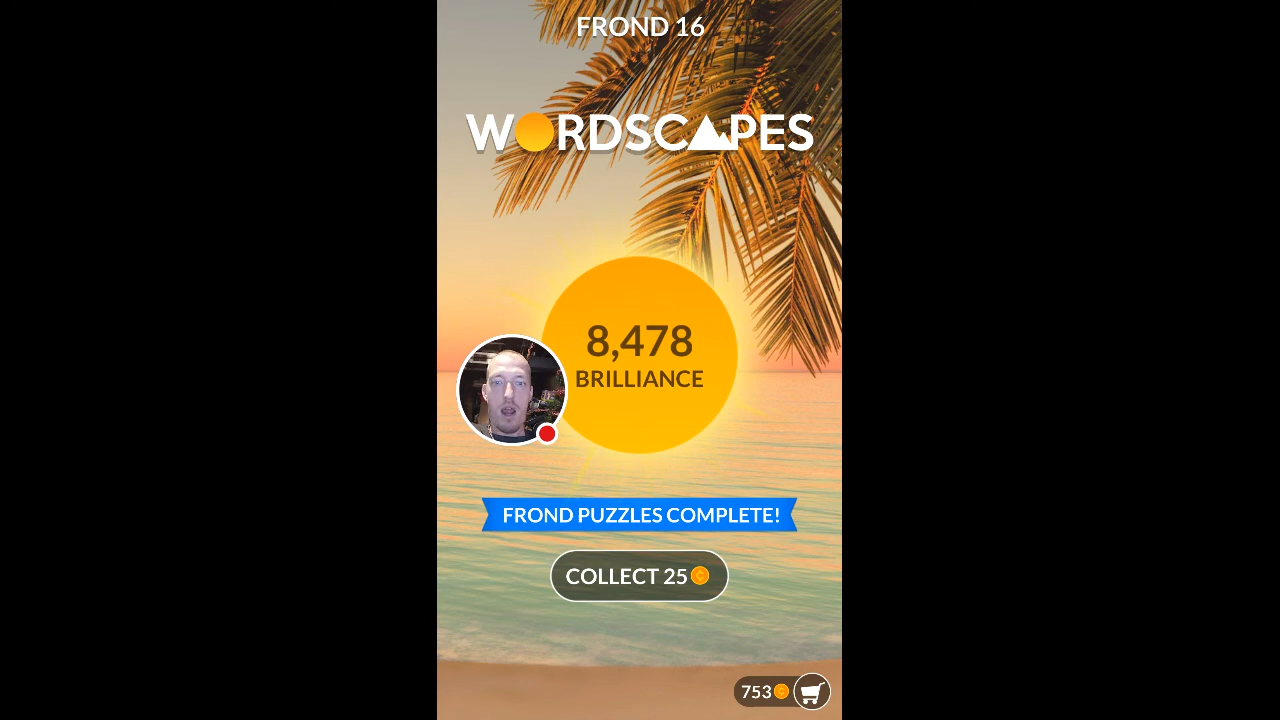 FROND 16
WORDSCAPES
8,478
BRILLIANCE
FROND PUZZLES COMPLETE!
COLLECT 25
753